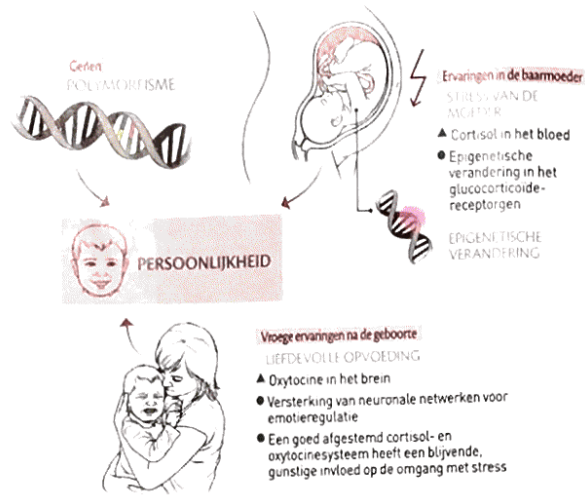 Genen
POLYMORFISME
Ervaringen in de baarmoeder
STRESS VAN DE
MOEDER
▲ Cortisol in het bloed
● Epigenetische
verandering in het
glucocorticoïde-
receptorgen
EPIGENETISCHE
VERANDERING
PERSOONLIJKHEID
Vroege ervaringen na de geboorte
LIEFDEVOLLE OPVOEDING
▲ Oxytocine in het brein
● Versterking van neuronale netwerken voor
emotieregulatie
● Een goed afgestemd cortisol- en
oxytocinesysteem heeft een blijvende,
gunstige invloed op de omgang met stress